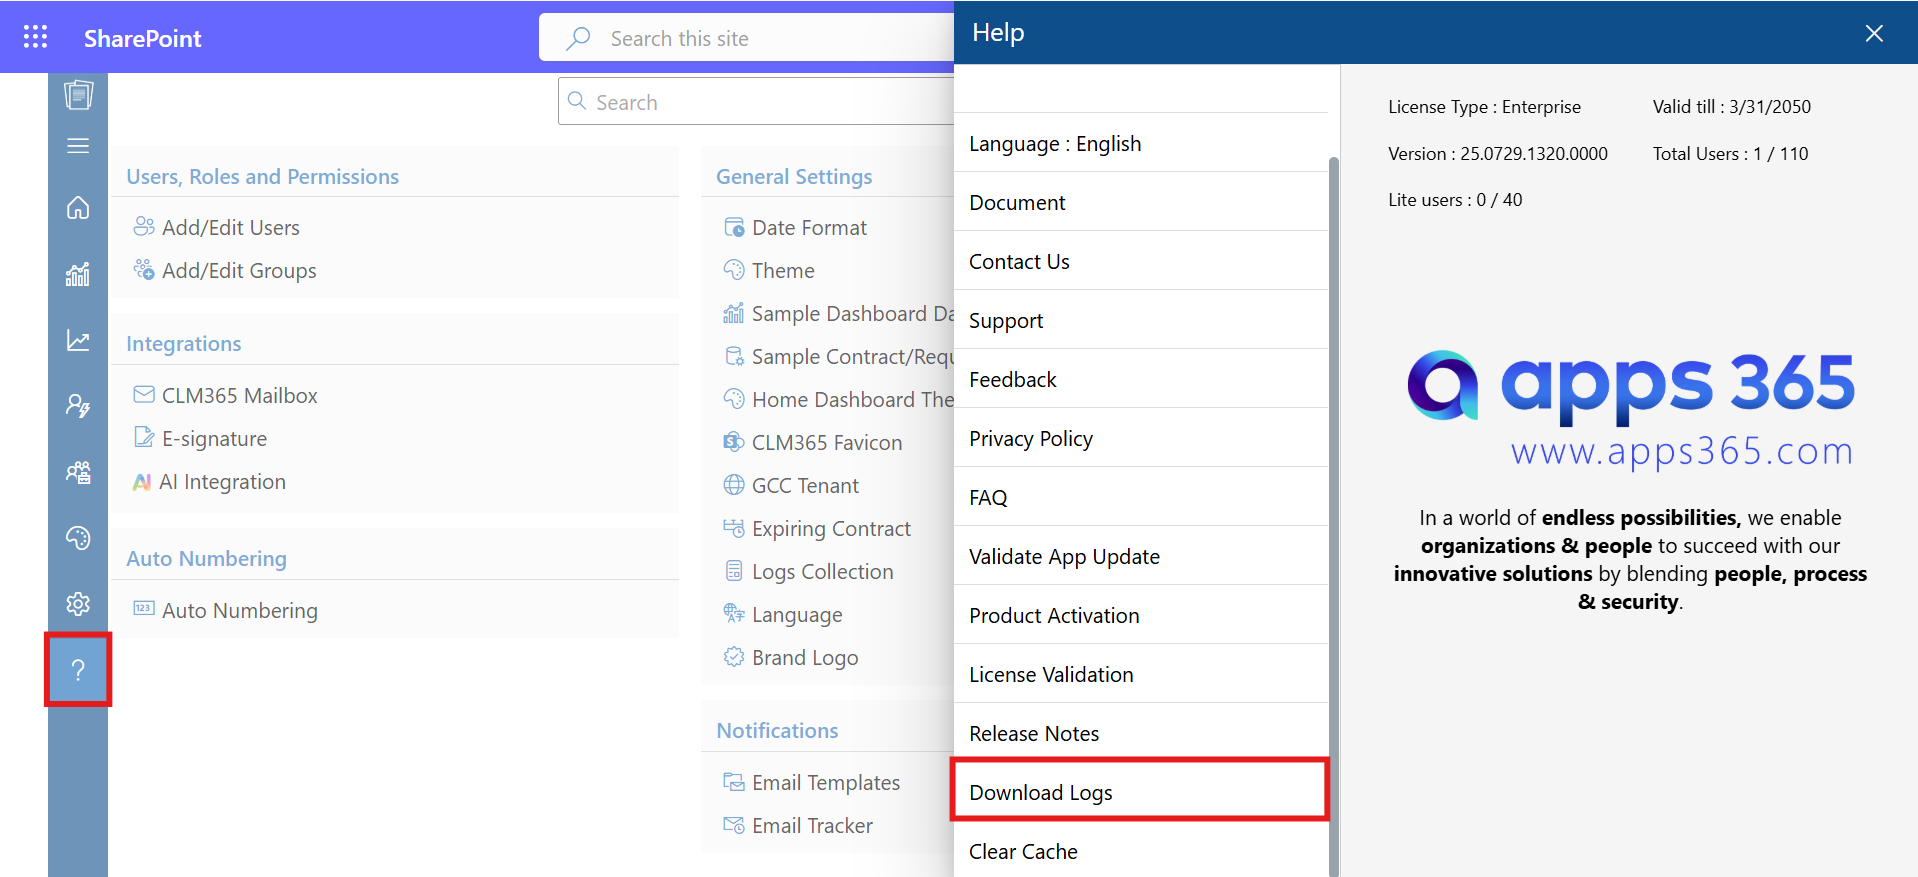 SharePoint
Search this site
Search
Users, Roles and Permissions
Add/Edit Users
Add/Edit Groups
Integrations
CLM365 Mailbox
E-signature
AI Integration
Auto Numbering
123 Auto Numbering
General Settings
Date Format
Theme
Sample Dashboard Da
Sample Contract/Requ
Home Dashboard The
CLM365 Favicon
GCC Tenant
Expiring Contract
Logs Collection
Language
Brand Logo
Notifications
Email Templates
Email Tracker
?
Help
Language : English
Document
Contact Us
Support
Feedback
Privacy Policy
FAQ
Validate App Update
Product Activation
License Validation
Release Notes
Download Logs
Clear Cache
License Type : Enterprise
Valid till : 3/31/2050
Version : 25.0729.1320.0000
Total Users : 1 / 110
Lite users : 0 / 40
apps 365
www.apps365.com
In a world of endless possibilities, we enable
organizations & people to succeed with our
innovative solutions by blending people, process
& security.